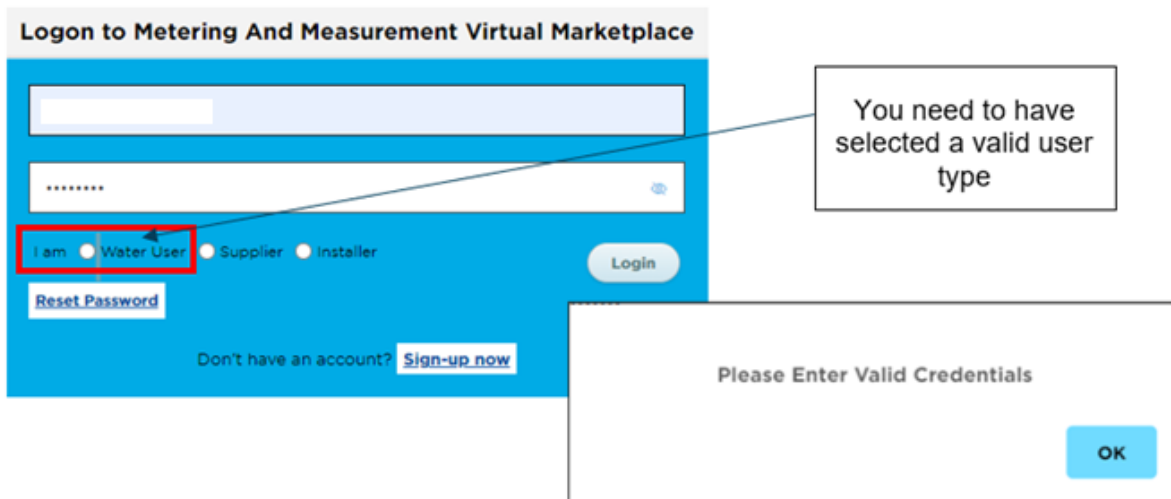 Logon to Metering And Measurement Virtual Marketplace
You need to have
selected a valid user
type
········
I am Water User Supplier Installer
Login
Reset Password
Don't have an account? Sign-up now
Please Enter Valid Credentials
OK